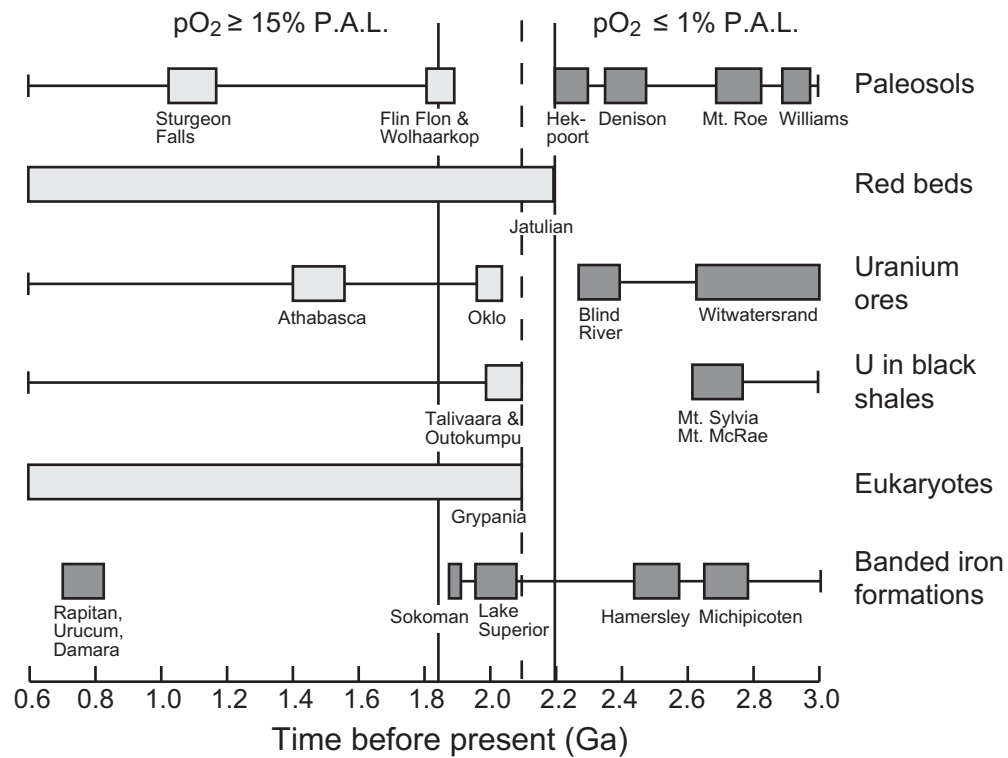 pO2 ≥ 15% P.A.L.
pO2 ≤ 1% P.A.L.
Paleosols
Sturgeon
Falls
Flin Flon &
Wolhaarkop
Hek-
poort
Denison
Mt. Roe
Williams
Red beds
Jatulian
Uranium
ores
Athabasca
Oklo
Blind
River
Witwatersrand
U in black
shales
Talivaara &
Outokumpu
Mt. Sylvia
Mt. McRae
Eukaryotes
Grypania
Banded iron
formations
Rapitan,
Urucum,
Damara
Sokoman
Lake
Superior
Hamersley
Michipicoten
0.6 0.8 1.0 1.2 1.4 1.6 1.8 2.0 2.2 2.4 2.6 2.8 3.0
Time before present (Ga)